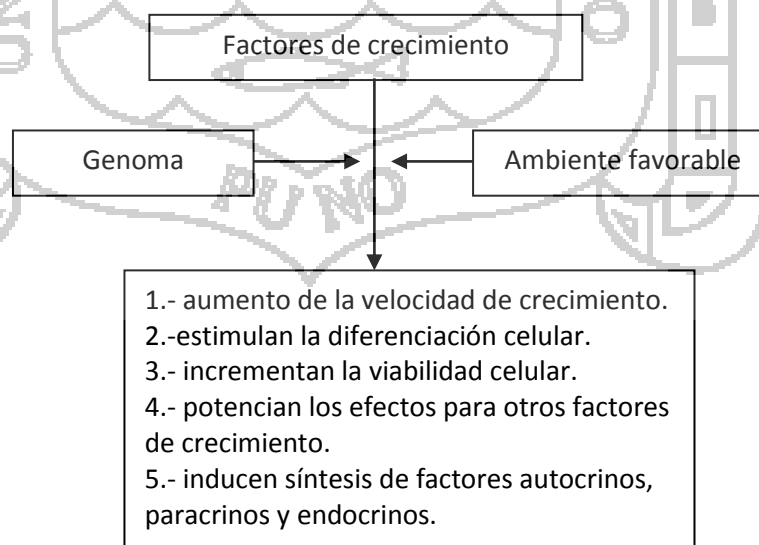 Factores de crecimiento
Genoma
Ambiente favorable
PUNO
1.- aumento de la velocidad de crecimiento.
2.-estimulan la diferenciación celular.
3.- incrementan la viabilidad celular.
4.- potencian los efectos para otros factores
de crecimiento.
5.- inducen síntesis de factores autocrinos,
paracrinos y endocrinos.